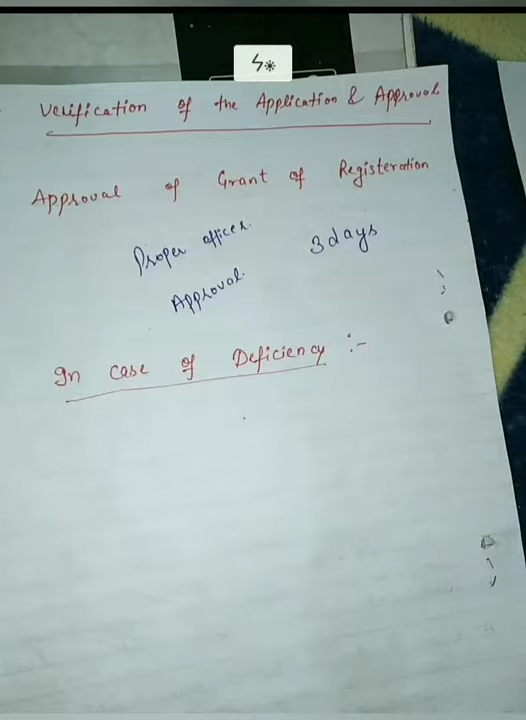 Verification of the Application & Approval
Approval of Grant of Registeration
Proper officer. 3 days
Approval.
In case of Deficiency :-